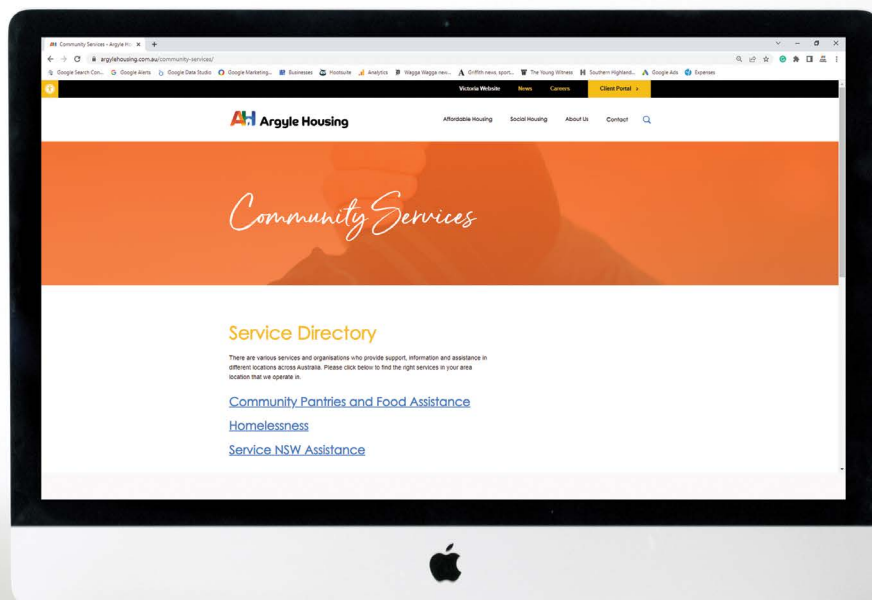 Community Services - Argyle Ho
argylehousing.com.au/community-services/
Google Search Con... Google Alerts Google Data Studio Google Marketing... Businesses Hootsuite Analytics Wagga Wagga new... Griffith news, sport... The Young Witness Southern Highland... Google Ads Expenses
Victoria Website News Careers Client Portal >
AH Argyle Housing
Affordable Housing Social Housing About Us Contact
Community Services
Service Directory
There are various services and organisations who provide support, information and assistance in
different locations across Australia. Please click below to find the right services in your area
location that we operate in.
Community Pantries and Food Assistance
Homelessness
Service NSW Assistance